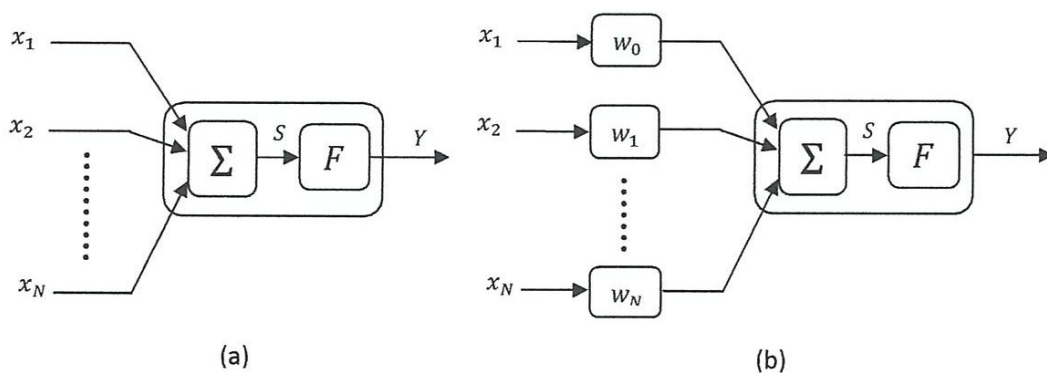 x₁
x₂
x_N
Σ
S
F
Y
(a)
x₁
w₀
x₂
w₁
x_N
w_N
Σ
S
F
Y
(b)